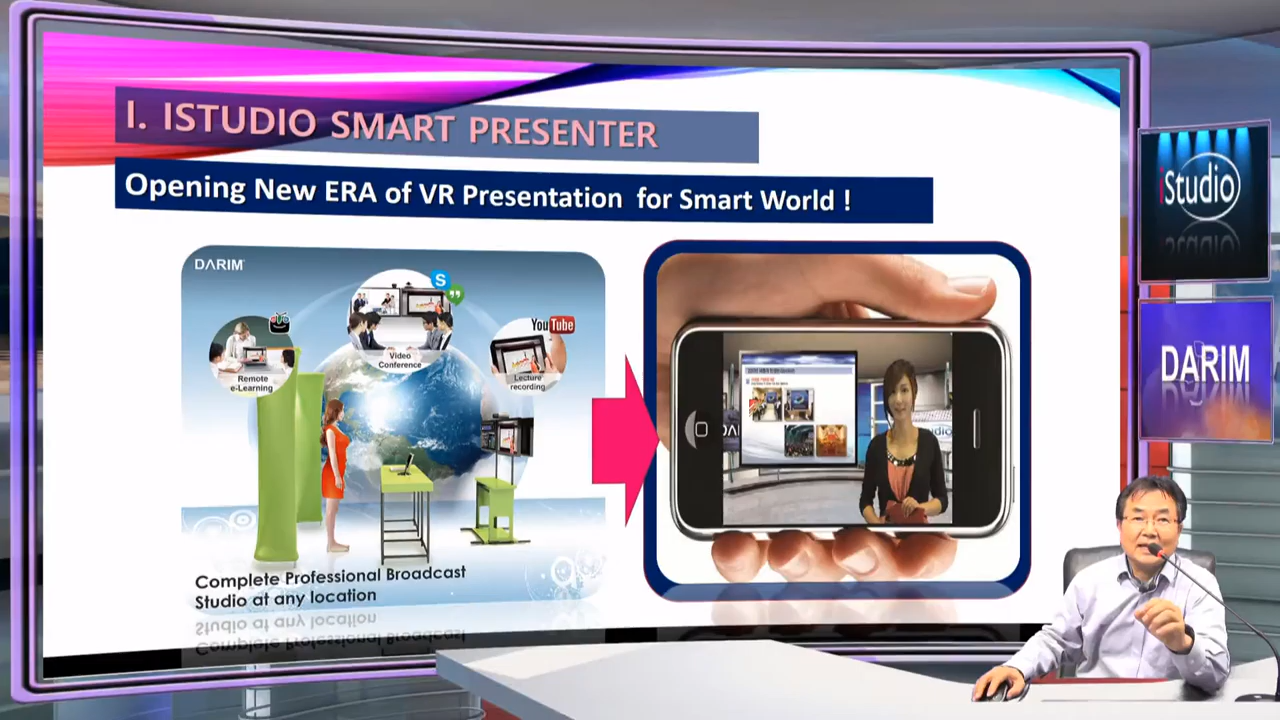 I. ISTUDIO SMART PRESENTER
Opening New ERA of VR Presentation for Smart World !
DARIM
Remote
e-Learning
S
Video
Conference
YouTube
Lecture
recording
Complete Professional Broadcast
Studio at any location
iStudio
DARIM